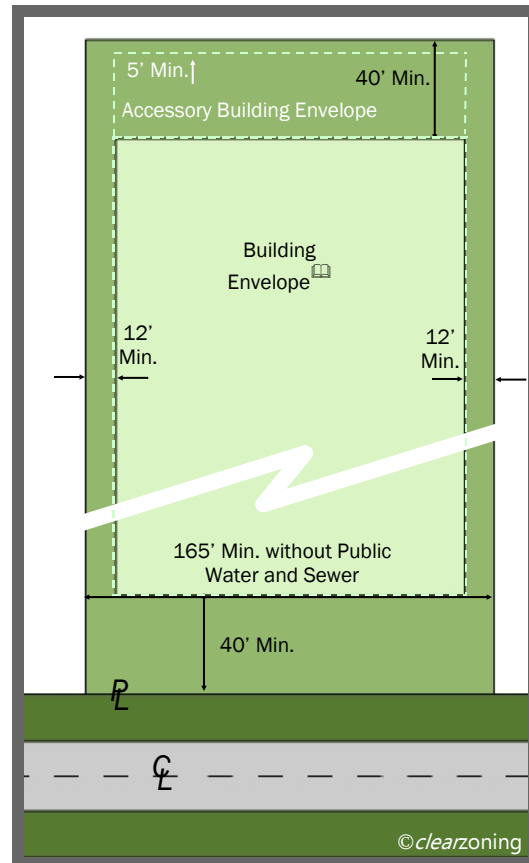 5’ Min.
40’ Min.
Accessory Building Envelope
Building
Envelope
12’
Min.
12’
Min.
165’ Min. without Public
Water and Sewer
40’ Min.
PL
CL
©clearzoning